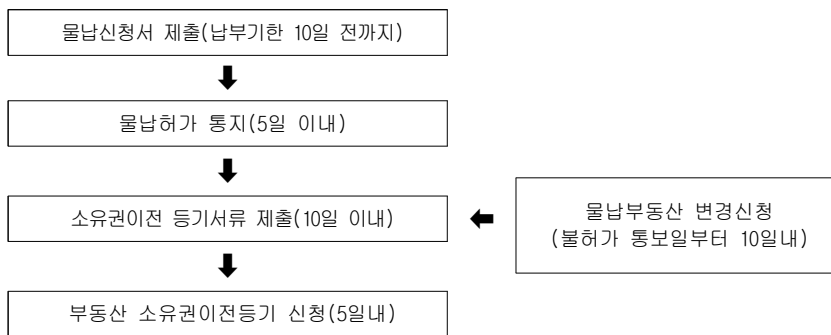 물납신청서 제출(납부기한 10일 전까지)
물납허가 통지(5일 이내)
소유권이전 등기서류 제출(10일 이내)
물납부동산 변경신청
(불허가 통보일부터 10일내)
부동산 소유권이전등기 신청(5일내)